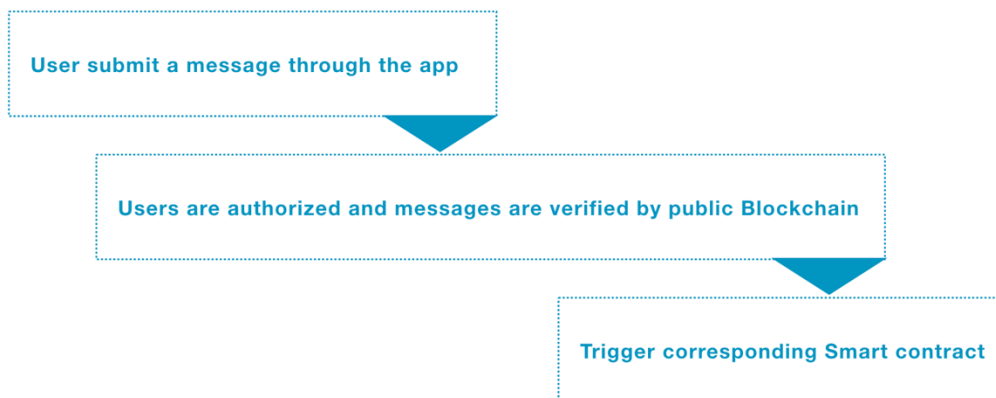 User submit a message through the app
Users are authorized and messages are verified by public Blockchain
Trigger corresponding Smart contract